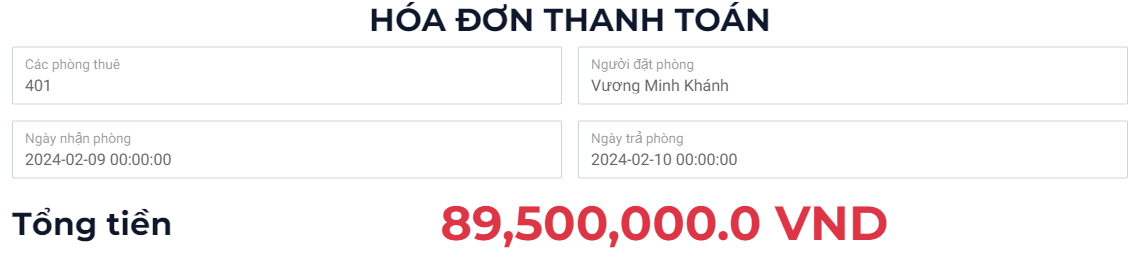 HÓA ĐƠN THANH TOÁN
Các phòng thuê
401
Người đặt phòng
Vương Minh Khánh
Ngày nhận phòng
2024-02-09 00:00:00
Ngày trả phòng
2024-02-10 00:00:00
Tổng tiền
89,500,000.0 VND